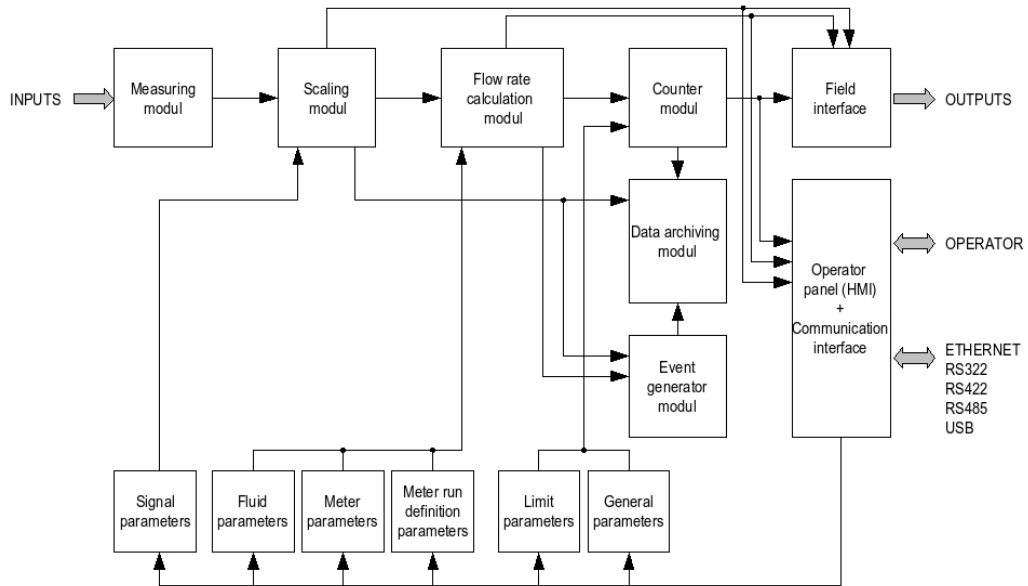 INPUTS
Measuring
modul
Scaling
modul
Flow rate
calculation
modul
Counter
modul
Field
interface
OUTPUTS
Data archiving
modul
Operator
panel (HMI)
+
Communication
interface
OPERATOR
ETHERNET
RS322
RS422
RS485
USB
Event
generator
modul
Signal
parameters
Fluid
parameters
Meter
parameters
Meter run
definition
parameters
Limit
parameters
General
parameters